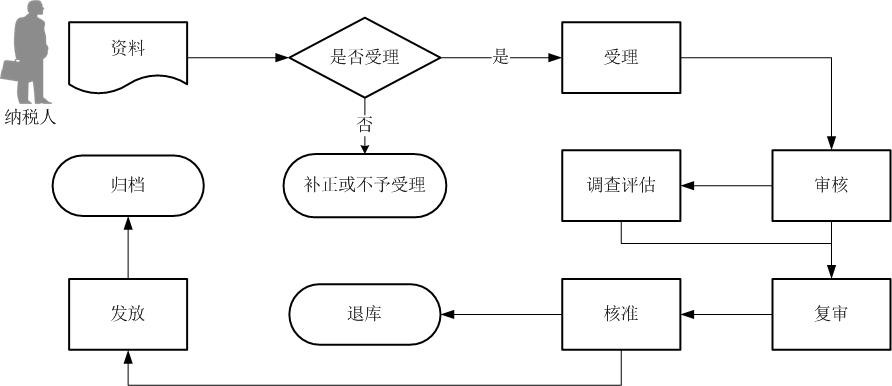 资料
是否受理
是
受理
纳税人
否
归档
补正或不予受理
调查评估
审核
发放
退库
核准
复审